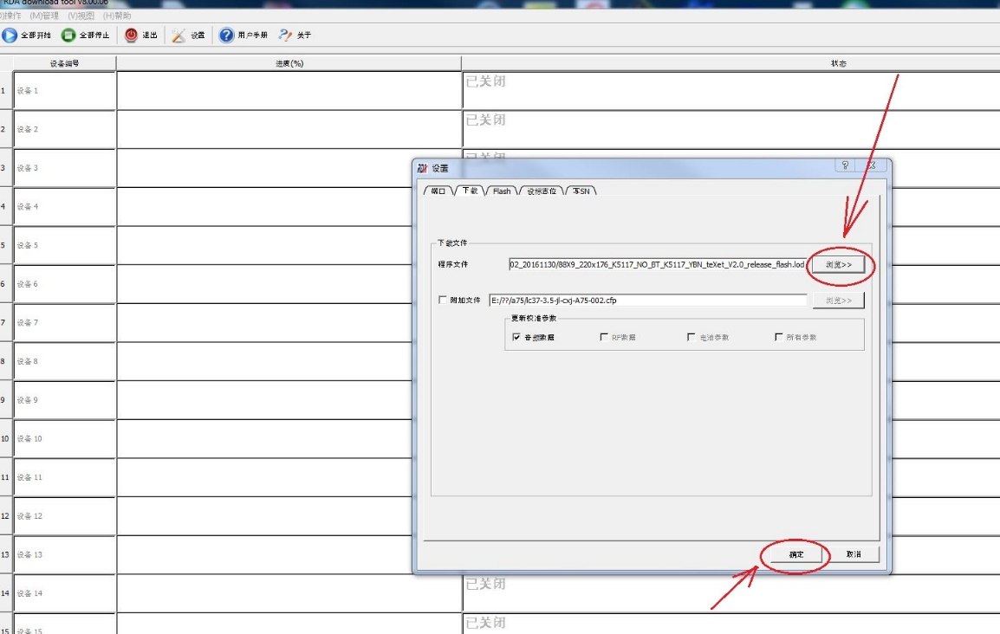 RDA download tool v8.00.06
操作 (M)管理 (V)视图 (H)帮助
全部开始 全部停止 退出 设置 用户手册 关于
设备编号 进度(%) 状态
1 设备 1 已关闭
2 设备 2 已关闭
3 设备 3 已关闭
4 设备 4
5 设备 5
6 设备 6
7 设备 7
8 设备 8
9 设备 9
10 设备 10
11 设备 11
12 设备 12
13 设备 13
14 设备 14 已关闭
15 设备 15 已关闭
设置
端口 下载 Flash 设标志位 写SN
下载文件
程序文件 02_20161130/88X9_220x176_K5117_NO_BT_K5117_YBN_teXet_V2.0_release_flash.lod 浏览>>
附加文件 E:/??/a75/lc37-3.5-jl-cxj-A75-002.cfp 浏览>>
更新校准参数
音频数据 RF数据 电池参数 所有参数
确定 取消